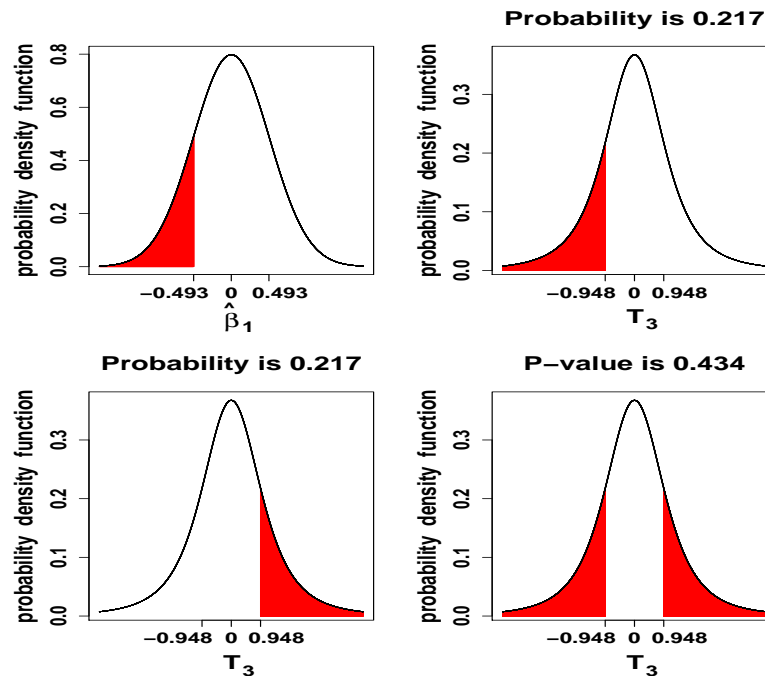 Probability is 0.217
probability density function
0.0 0.2 0.4 0.6 0.8
−0.493 0 0.493
β̂₁
probability density function
0.0 0.1 0.2 0.3
−0.948 0 0.948
T₃
Probability is 0.217
P−value is 0.434
probability density function
0.0 0.1 0.2 0.3
−0.948 0 0.948
T₃
probability density function
0.0 0.1 0.2 0.3
−0.948 0 0.948
T₃